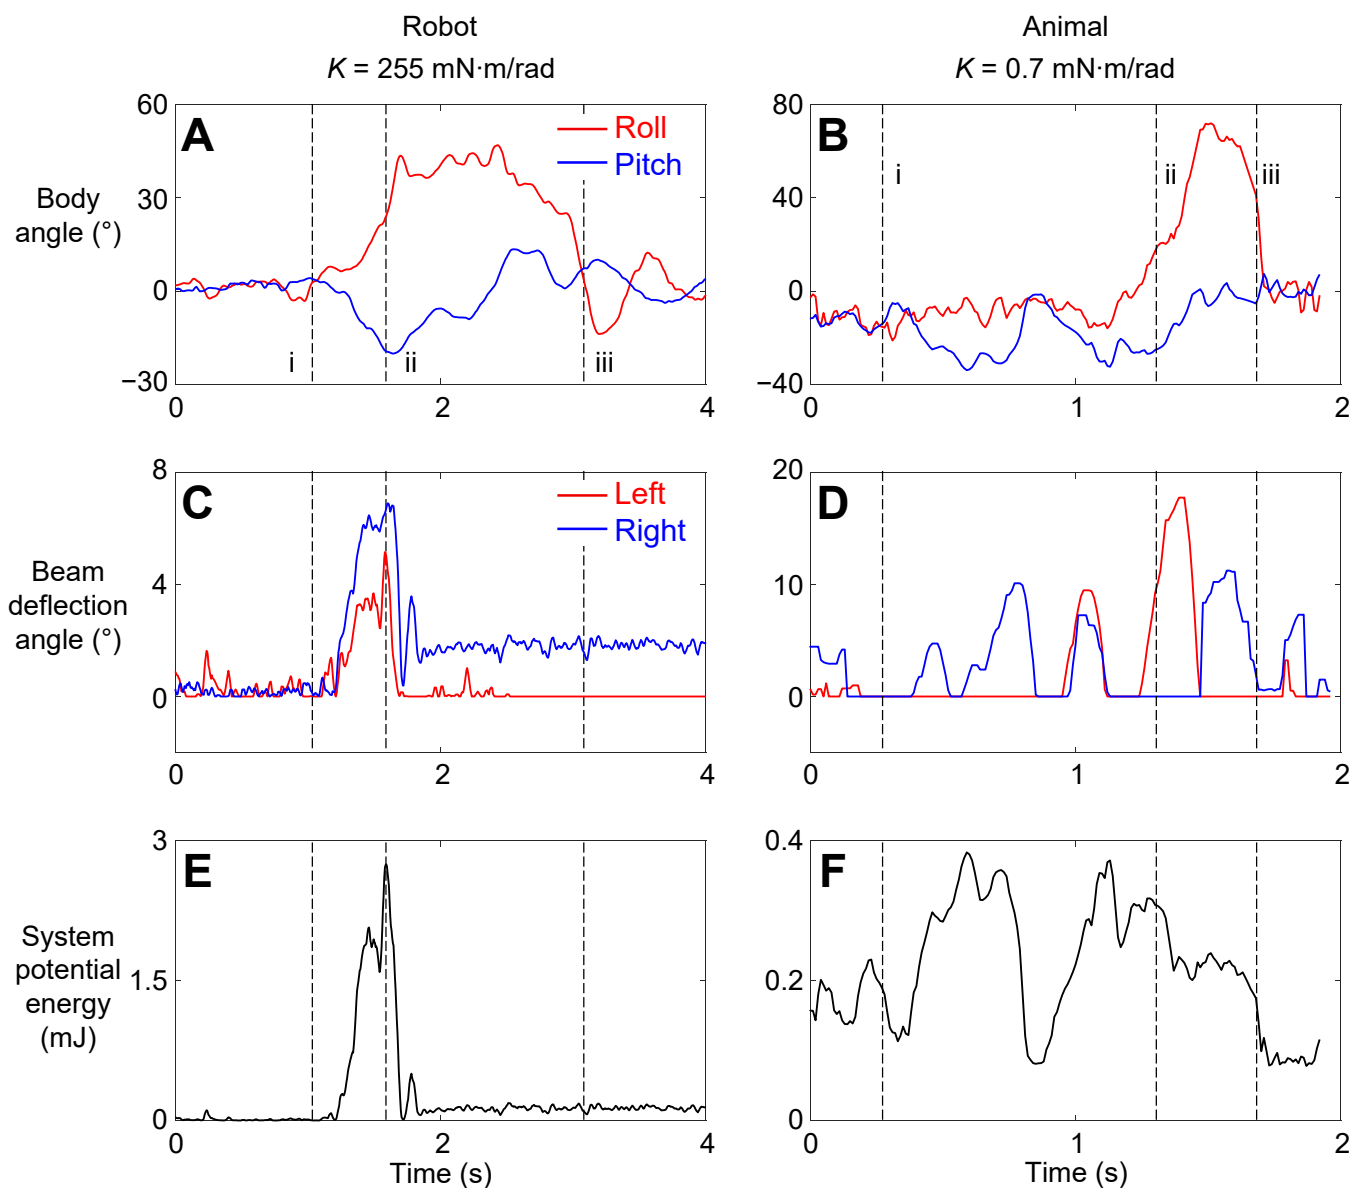 Robot
K = 255 mN·m/rad
Animal
K = 0.7 mN·m/rad
Body
angle (°)
A
Roll
Pitch
60
30
0
−30
i
ii
iii
0
2
4
B
80
40
0
−40
i
ii
iii
0
1
2
Beam
deflection
angle (°)
C
Left
Right
8
4
0
0
2
4
D
20
10
0
0
1
2
System
potential
energy
(mJ)
E
3
1.5
0
0
2
4
Time (s)
F
0.4
0.2
0
0
1
2
Time (s)